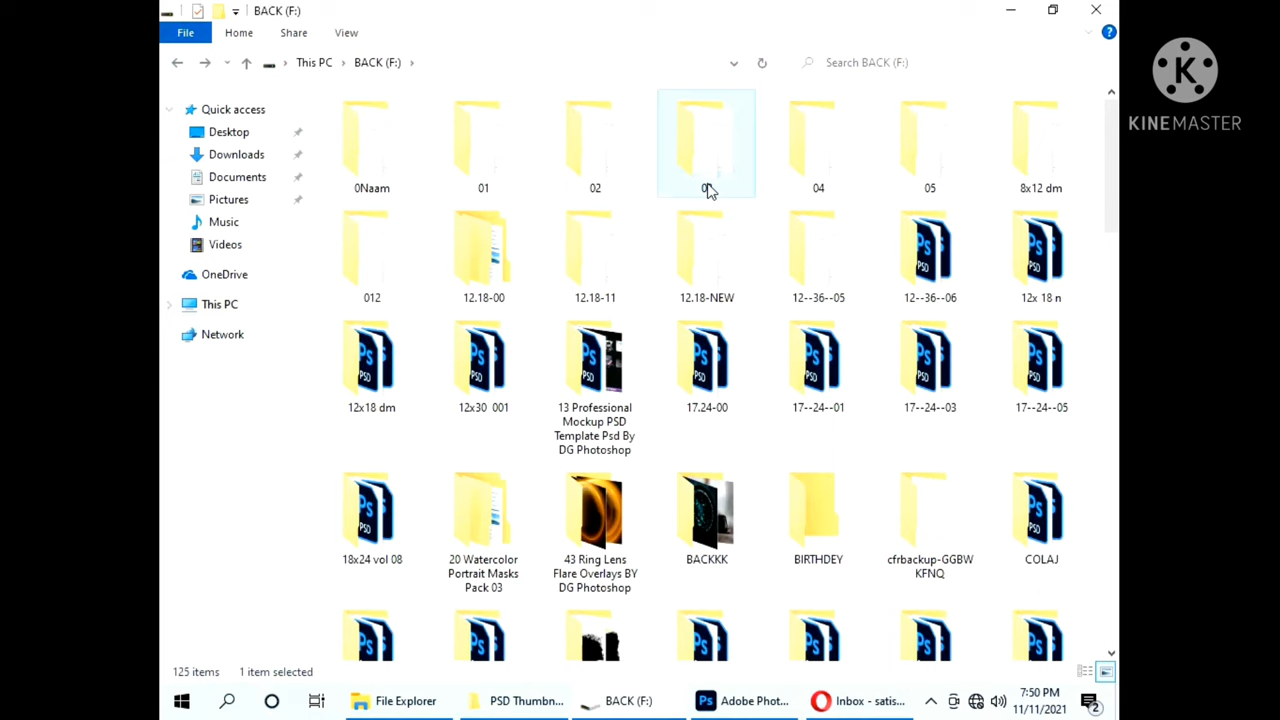 BACK (F:)
File
Home
Share
View
This PC
BACK (F:)
Search BACK (F:)
K
KINEMASTER
Quick access
Desktop
Downloads
Documents
Pictures
Music
Videos
OneDrive
This PC
Network
0Naam
01
02
04
05
8x12 dm
012
12.18-00
12.18-11
12.18-NEW
12--36--05
12--36--06
12x 18 n
12x18 dm
12x30 001
13 Professional
Mockup PSD
Template Psd By
DG Photoshop
17.24-00
17--24--01
17--24--03
17--24--05
18x24 vol 08
20 Watercolor
Portrait Masks
Pack 03
43 Ring Lens
Flare Overlays BY
DG Photoshop
BACKKK
BIRTHDEY
cfrbackup-GGBW
KFNQ
COLAJ
125 items
1 item selected
File Explorer
PSD Thumbn...
BACK (F:)
Adobe Phot...
Inbox - satis...
7:50 PM
11/11/2021
2